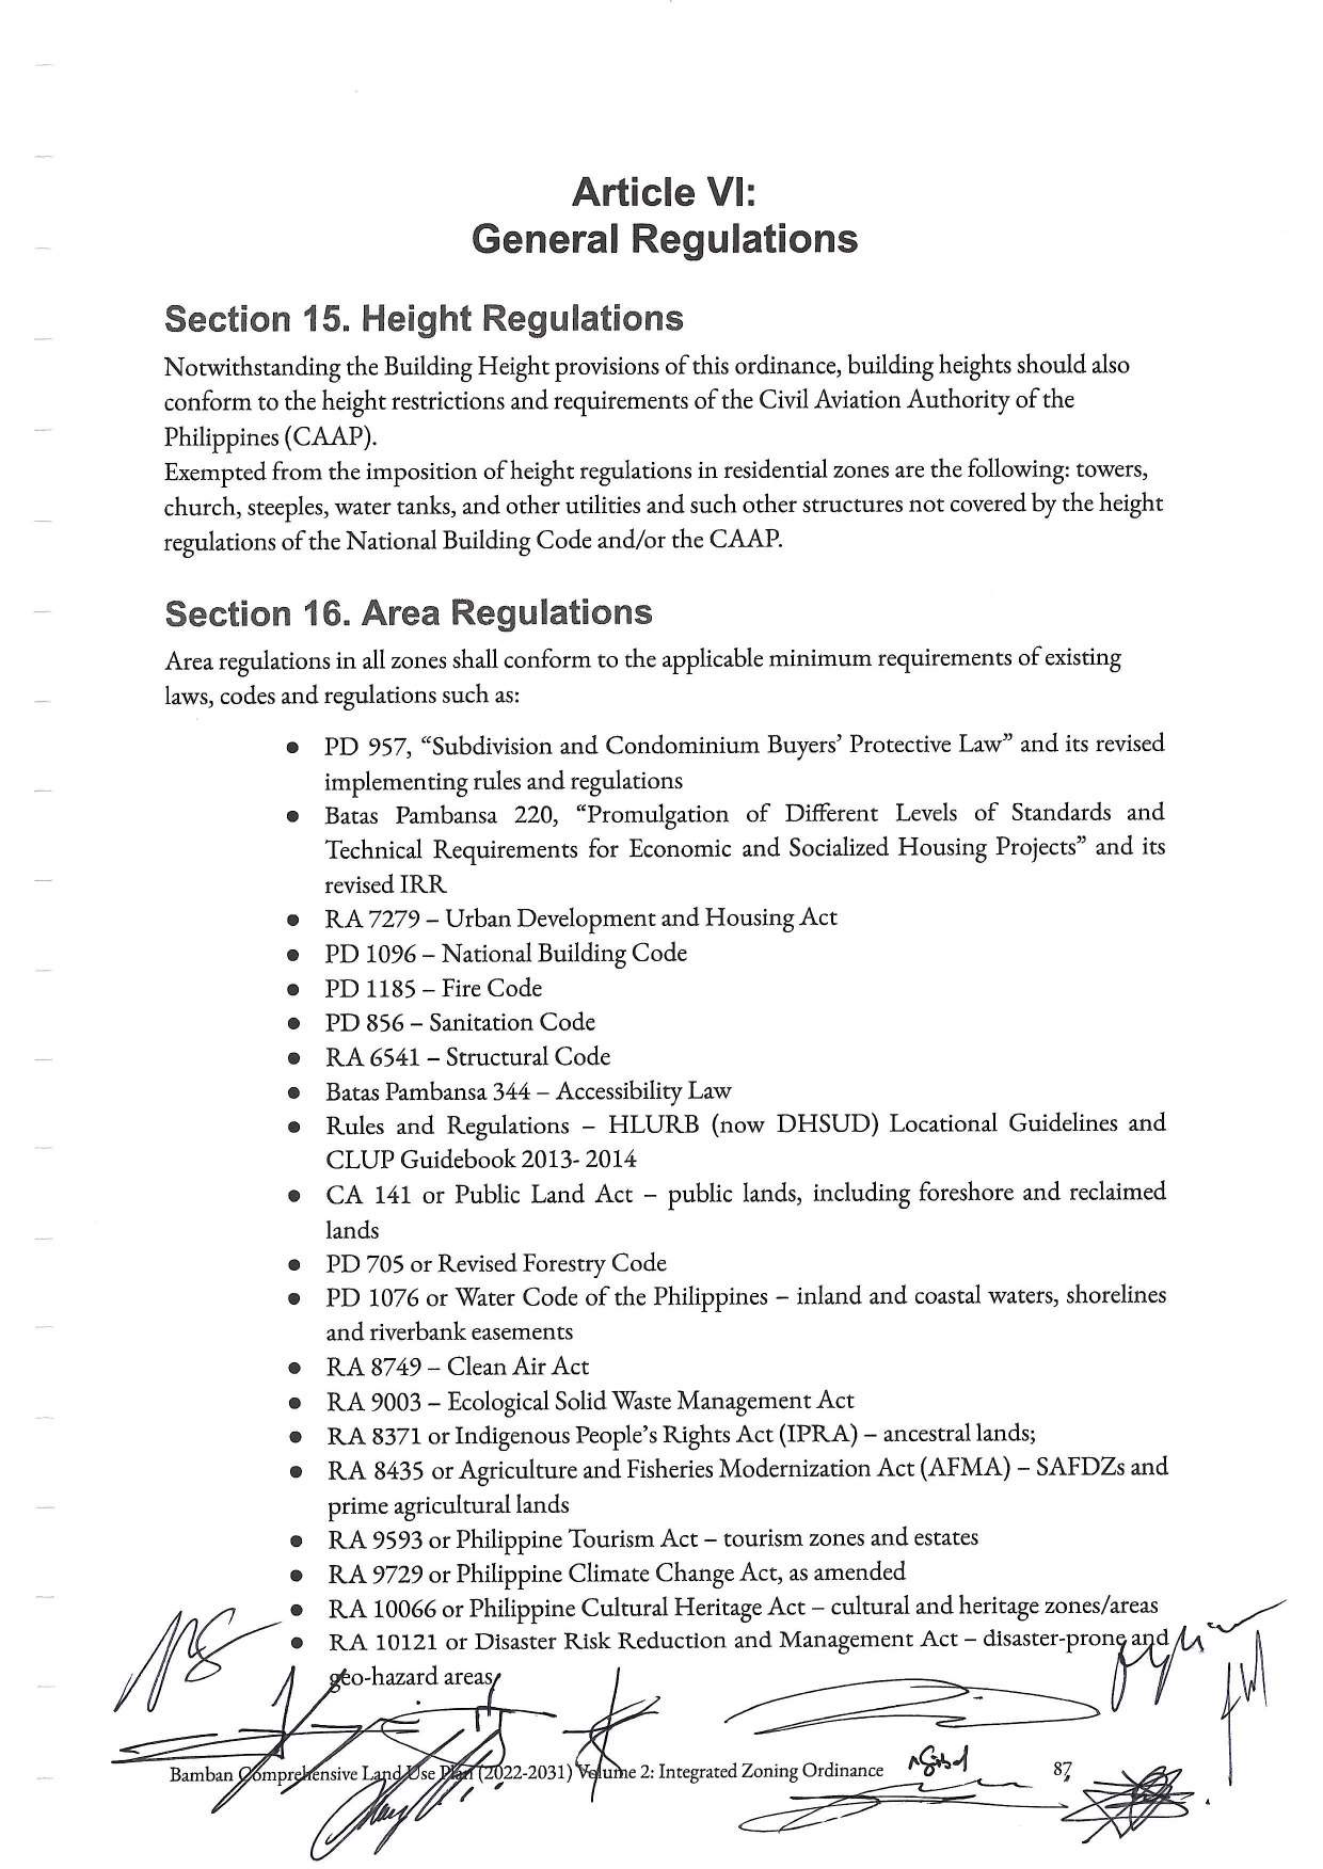 Article VI:
General Regulations
Section 15. Height Regulations
Notwithstanding the Building Height provisions of this ordinance, building heights should also
conform to the height restrictions and requirements of the Civil Aviation Authority of the
Philippines (CAAP).
Exempted from the imposition of height regulations in residential zones are the following: towers,
church, steeples, water tanks, and other utilities and such other structures not covered by the height
regulations of the National Building Code and/or the CAAP.
Section 16. Area Regulations
Area regulations in all zones shall conform to the applicable minimum requirements of existing
laws, codes and regulations such as:
● PD 957, “Subdivision and Condominium Buyers’ Protective Law” and its revised
implementing rules and regulations
● Batas Pambansa 220, “Promulgation of Different Levels of Standards and
Technical Requirements for Economic and Socialized Housing Projects” and its
revised IRR
● RA 7279 – Urban Development and Housing Act
● PD 1096 – National Building Code
● PD 1185 – Fire Code
● PD 856 – Sanitation Code
● RA 6541 – Structural Code
● Batas Pambansa 344 – Accessibility Law
● Rules and Regulations – HLURB (now DHSUD) Locational Guidelines and
CLUP Guidebook 2013- 2014
● CA 141 or Public Land Act – public lands, including foreshore and reclaimed
lands
● PD 705 or Revised Forestry Code
● PD 1076 or Water Code of the Philippines – inland and coastal waters, shorelines
and riverbank easements
● RA 8749 – Clean Air Act
● RA 9003 – Ecological Solid Waste Management Act
● RA 8371 or Indigenous People’s Rights Act (IPRA) – ancestral lands;
● RA 8435 or Agriculture and Fisheries Modernization Act (AFMA) – SAFDZs and
prime agricultural lands
● RA 9593 or Philippine Tourism Act – tourism zones and estates
● RA 9729 or Philippine Climate Change Act, as amended
● RA 10066 or Philippine Cultural Heritage Act – cultural and heritage zones/areas
● RA 10121 or Disaster Risk Reduction and Management Act – disaster-prone and
geo-hazard areas
Bamban Comprehensive Land Use Plan (2022-2031) Volume 2: Integrated Zoning Ordinance 87